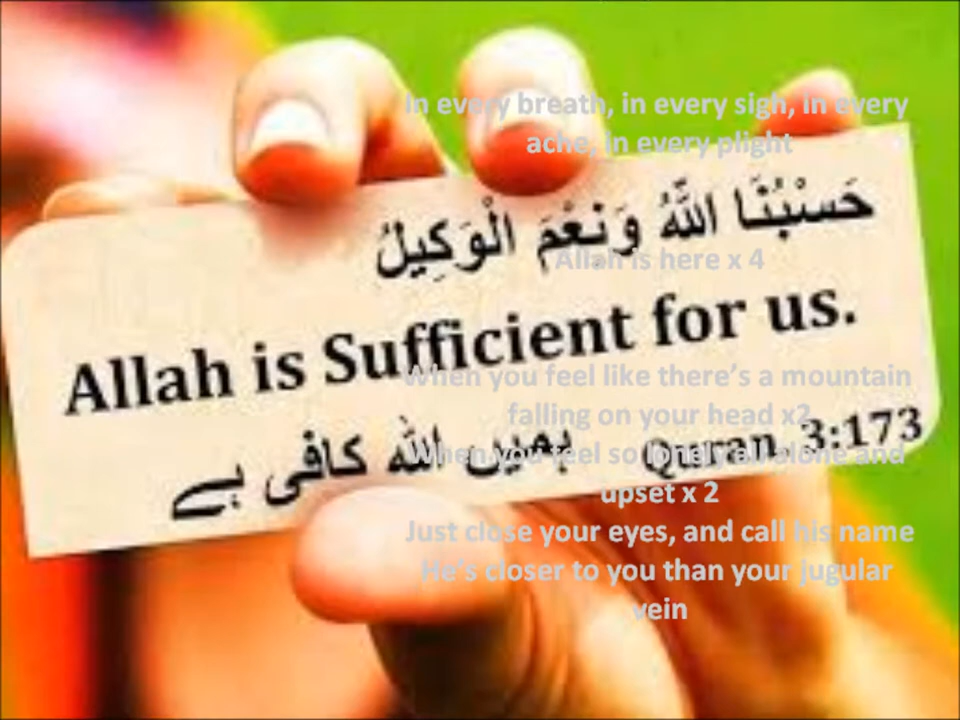 In every breath, in every sigh, in every
ache, in every plight
حَسْبُنَا اللَّهُ وَنِعْمَ الْوَكِيلُ
Allah is here x 4
Allah is Sufficient for us.
When you feel like there's a mountain
falling on your head x2
ہمیں اللہ کافی ہے
Quran, 3:173
When you feel so lonely all alone and
upset x 2
Just close your eyes, and call his name
He's closer to you than your jugular
vein